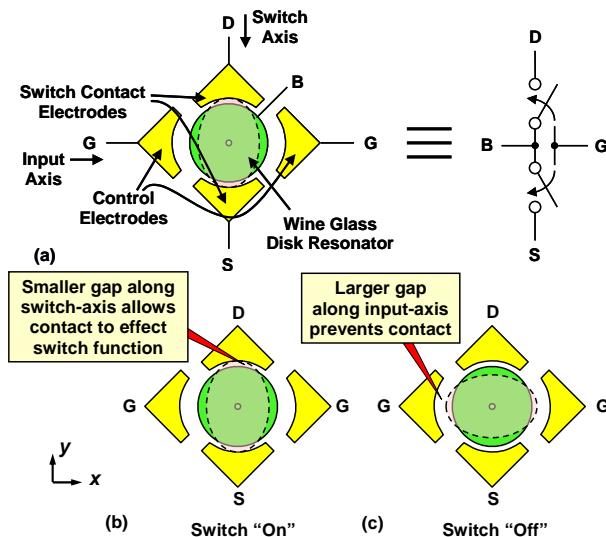 D
Switch
Axis
Switch Contact
Electrodes
B
G
G
Input
Axis
Control
Electrodes
Wine Glass
Disk Resonator
S
(a)
D
B
G
S
Smaller gap along
switch-axis allows
contact to effect
switch function
D
G
G
S
(b)
Switch “On”
Larger gap
along input-axis
prevents contact
D
G
G
S
(c)
Switch “Off”
y
x